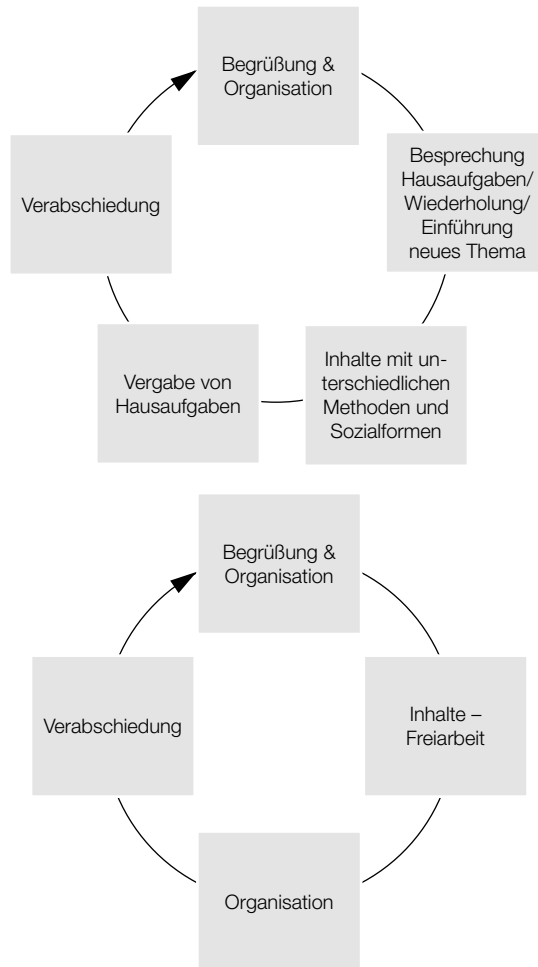 Begrüßung &
Organisation
Besprechung
Hausaufgaben/
Wiederholung/
Einführung
neues Thema
Inhalte mit un-
terschiedlichen
Methoden und
Sozialformen
Vergabe von
Hausaufgaben
Verabschiedung
Begrüßung &
Organisation
Inhalte –
Freiarbeit
Organisation
Verabschiedung